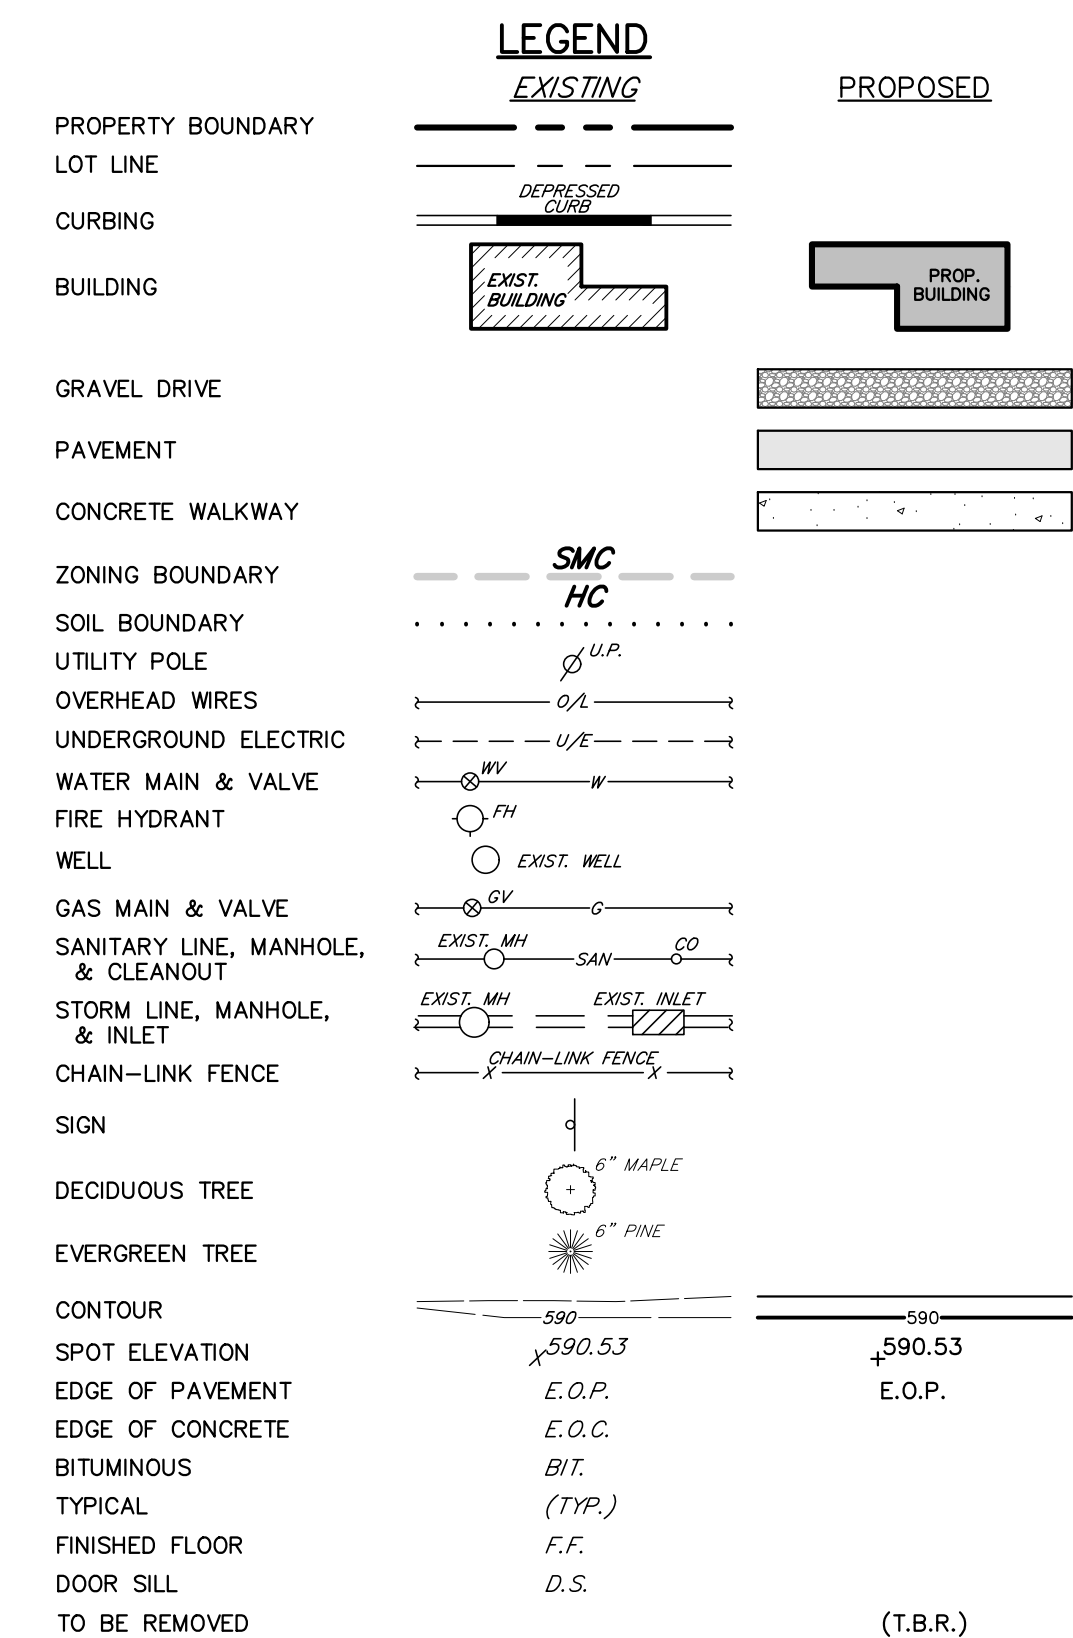 LEGEND
EXISTING PROPOSED
PROPERTY BOUNDARY
LOT LINE
DEPRESSED
CURB
CURBING
BUILDING
EXIST.
BUILDING
PROP.
BUILDING
GRAVEL DRIVE
PAVEMENT
CONCRETE WALKWAY
SMC
ZONING BOUNDARY
HC
SOIL BOUNDARY
UTILITY POLE U.P.
OVERHEAD WIRES O/L
UNDERGROUND ELECTRIC U/E
WATER MAIN & VALVE WV W
FIRE HYDRANT FH
WELL EXIST. WELL
GAS MAIN & VALVE GV G
SANITARY LINE, MANHOLE,
& CLEANOUT
EXIST. MH SAN CO
STORM LINE, MANHOLE,
& INLET
EXIST. MH EXIST. INLET
CHAIN-LINK FENCE CHAIN-LINK FENCE
X X
SIGN
DECIDUOUS TREE 6" MAPLE
EVERGREEN TREE 6" PINE
CONTOUR 590 590
SPOT ELEVATION X 590.53 + 590.53
EDGE OF PAVEMENT E.O.P. E.O.P.
EDGE OF CONCRETE E.O.C.
BITUMINOUS BIT.
TYPICAL (TYP.)
FINISHED FLOOR F.F.
DOOR SILL D.S.
TO BE REMOVED (T.B.R.)